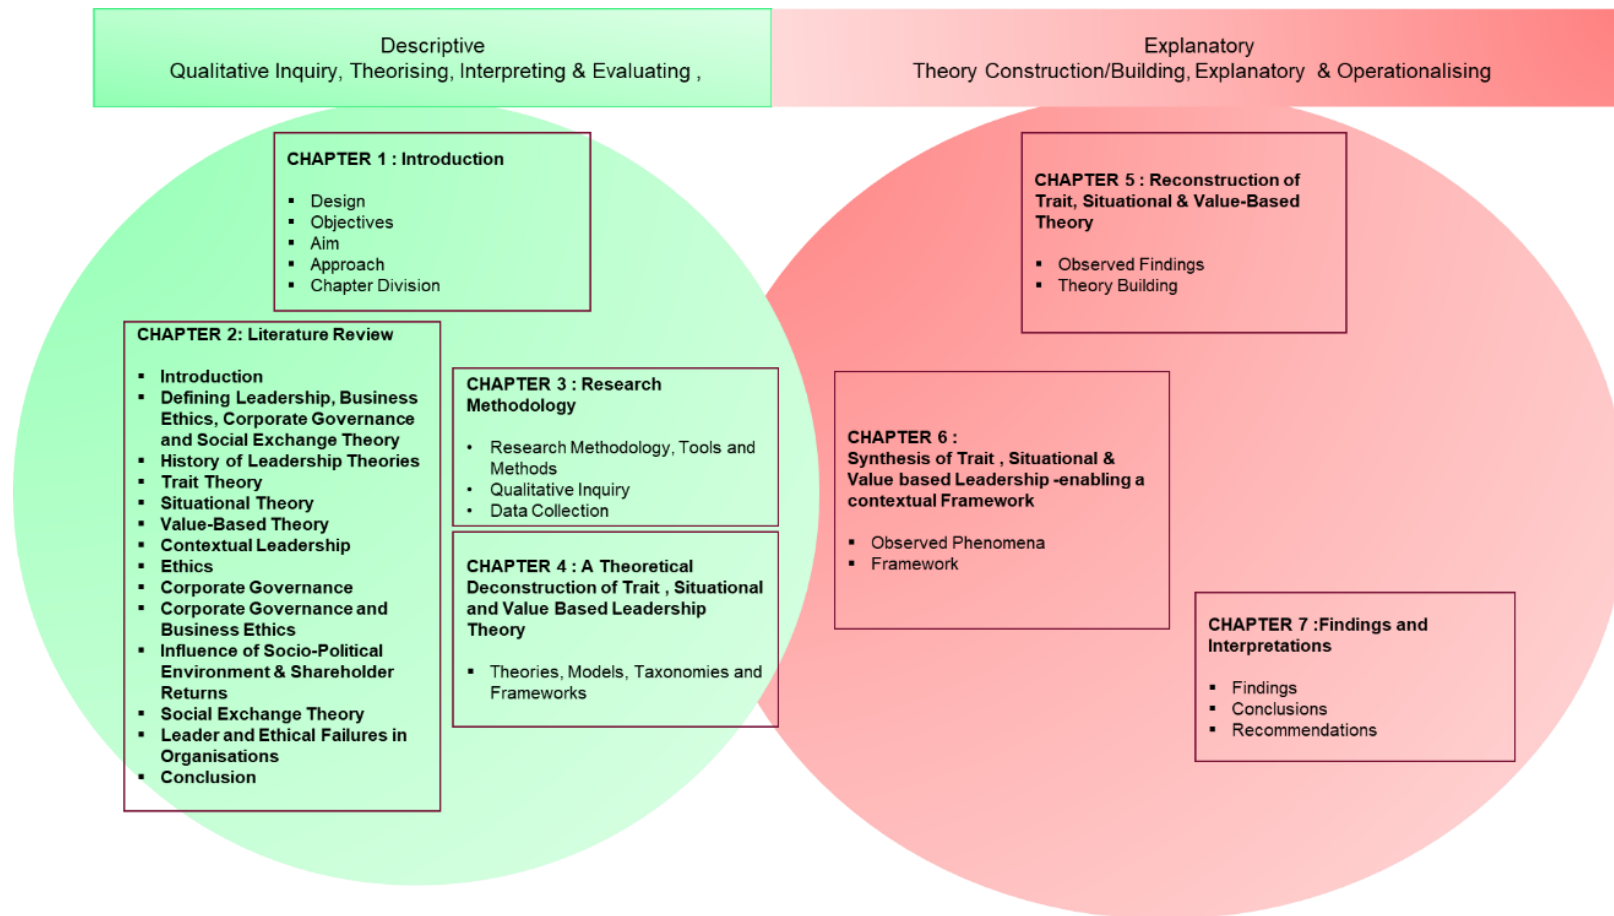 Descriptive
Qualitative Inquiry, Theorising, Interpreting & Evaluating ,
Explanatory
Theory Construction/Building, Explanatory & Operationalising
CHAPTER 1 : Introduction
▪ Design
▪ Objectives
▪ Aim
▪ Approach
▪ Chapter Division
CHAPTER 2: Literature Review
▪ Introduction
▪ Defining Leadership, Business
Ethics, Corporate Governance
and Social Exchange Theory
▪ History of Leadership Theories
▪ Trait Theory
▪ Situational Theory
▪ Value-Based Theory
▪ Contextual Leadership
▪ Ethics
▪ Corporate Governance
▪ Corporate Governance and
Business Ethics
▪ Influence of Socio-Political
Environment & Shareholder
Returns
▪ Social Exchange Theory
▪ Leader and Ethical Failures in
Organisations
▪ Conclusion
CHAPTER 3 : Research
Methodology
• Research Methodology, Tools and
Methods
• Qualitative Inquiry
• Data Collection
CHAPTER 4 : A Theoretical
Deconstruction of Trait , Situational
and Value Based Leadership
Theory
▪ Theories, Models, Taxonomies and
Frameworks
CHAPTER 5 : Reconstruction of
Trait, Situational & Value-Based
Theory
▪ Observed Findings
▪ Theory Building
CHAPTER 6 :
Synthesis of Trait , Situational &
Value based Leadership -enabling a
contextual Framework
▪ Observed Phenomena
▪ Framework
CHAPTER 7 :Findings and
Interpretations
▪ Findings
▪ Conclusions
▪ Recommendations